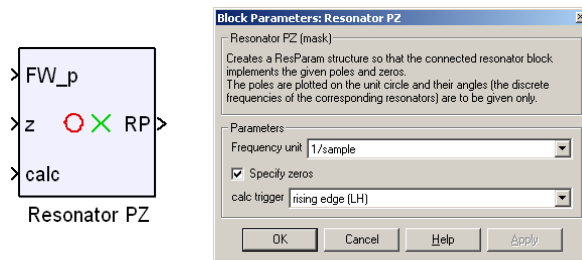 FW_p
z
RP
calc
Resonator PZ
Block Parameters: Resonator PZ
Resonator PZ (mask)
Creates a ResParam structure so that the connected resonator block
implements the given poles and zeros.
The poles are plotted on the unit circle and their angles (the discrete
frequencies of the corresponding resonators) are to be given only.
Parameters
Frequency unit 1/sample
Specify zeros
calc trigger rising edge (LH)
OK Cancel Help Apply